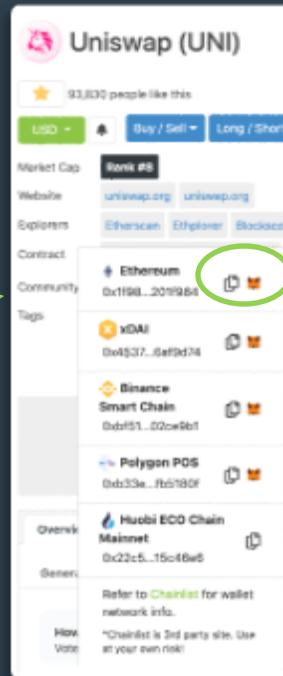 Uniswap (UNI)
93,830 people like this
USD
Buy / Sell
Long / Short
Market Cap
Rank #8
Website
uniswap.org
uniswap.org
Explorers
Etherscan
Ethplorer
Contract
Ethereum
0x1f98...201f984
Community
Tags
xDAI
0x4537...6ef9d74
Binance
Smart Chain
0xbf51...02ce9b1
Polygon POS
0xb33e...fb5180f
Huobi ECO Chain
Mainnet
0x22c5...15c46e6
Refer to Chainlist for wallet
network info.
*Chainlist is 3rd party site. Use
at your own risk!